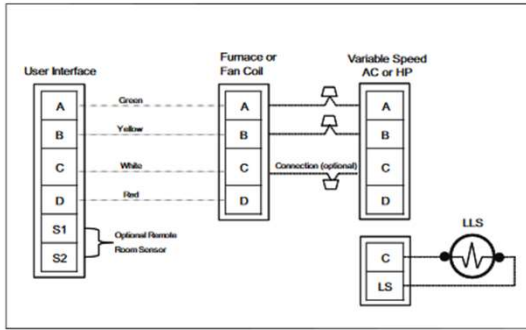 User Interface
Furnace or
Fan Coil
Variable Speed
AC or HP
A
Green
A
A
B
Yellow
B
B
C
White
C
Connection (optional)
C
D
Red
D
D
S1
Optional Remote
Room Sensor
S2
LLS
C
LS